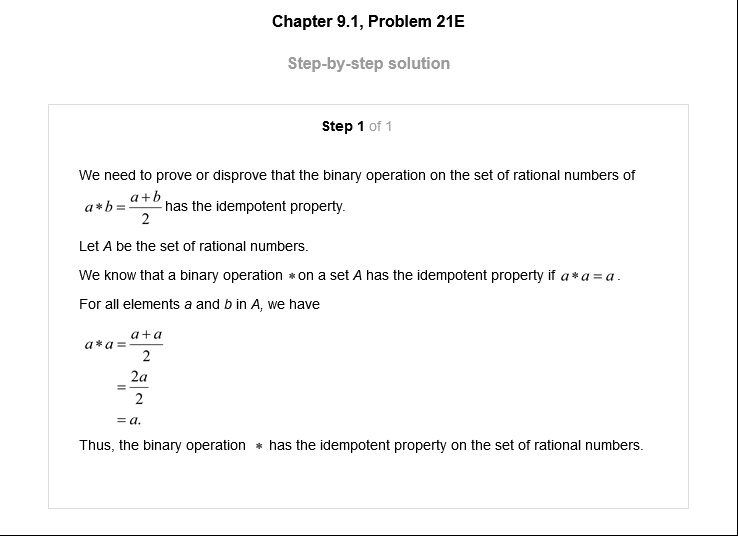 Chapter 9.1, Problem 21E
Step-by-step solution
Step 1 of 1
We need to prove or disprove that the binary operation on the set of rational numbers of
a * b = (a + b)/2 has the idempotent property.
Let A be the set of rational numbers.
We know that a binary operation * on a set A has the idempotent property if a * a = a.
For all elements a and b in A, we have
a * a = (a + a)/2
= 2a/2
= a.
Thus, the binary operation * has the idempotent property on the set of rational numbers.